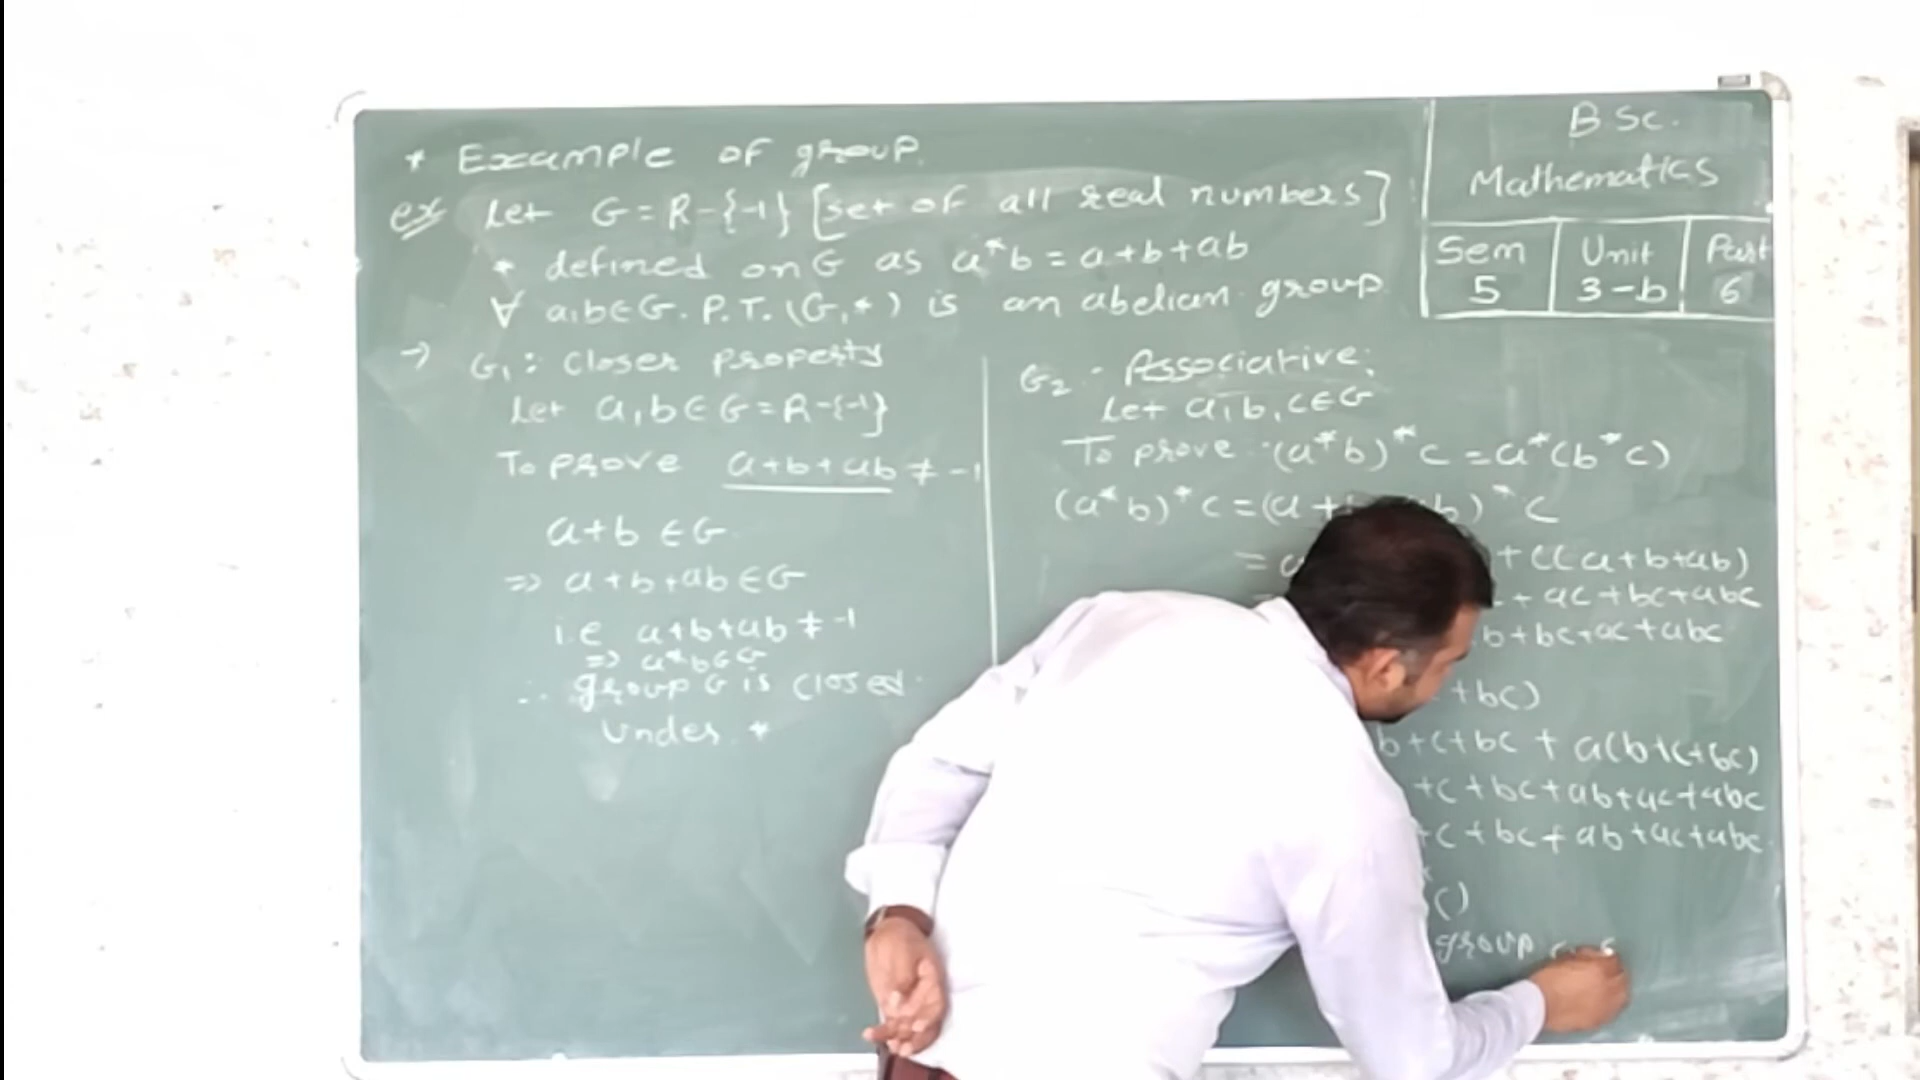 * Example of group.
ex Let G = R-{-1} [set of all real numbers]
* defined on G as a*b = a+b+ab
∀ a,b∈G. P.T. (G,*) is an abelian group
→ G₁: Closer property
Let a,b∈G = R-{-1}
To prove a+b+ab ≠ -1
a+b ∈G
⇒ a+b+ab ∈G
i.e a+b+ab ≠ -1
⇒ a*b∈G
∴ group G is closed
under *
G₂ - Associative:
Let a,b,c∈G
To prove (a*b)*c = a*(b*c)
(a*b)*c = (a+ b)*c
= +c(a+b+ab)
+ac+bc+abc
b+bc+ac+abc
+bc)
b+c+bc + a(b+c+bc)
+c+bc+ab+ac+abc
+c+bc+ab+ac+abc
c)
group
BSc.
Mathematics
Sem Unit Part
5 3-b 6